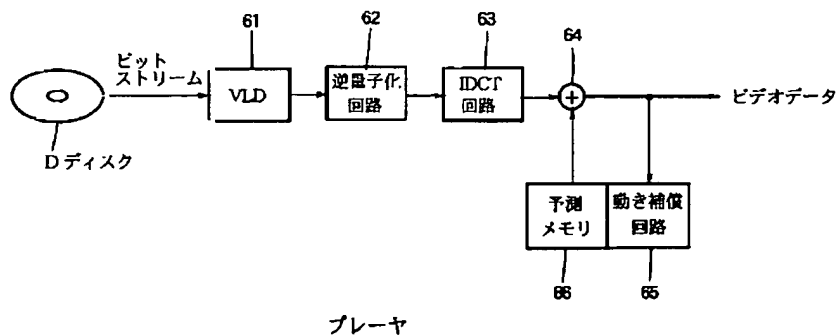 61
62
63
64
ビット
ストリーム
VLD
逆量子化
回路
IDCT
回路
+
ビデオデータ
Dディスク
予測
メモリ
動き補償
回路
66
65
プレーヤ